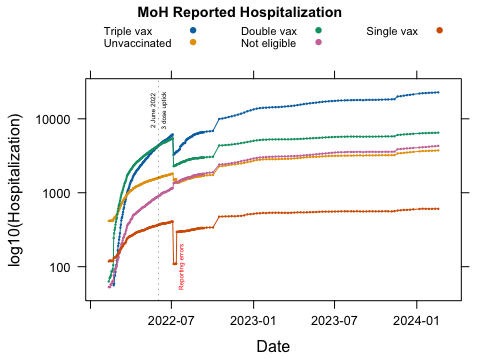 MoH Reported Hospitalization
Triple vax
Double vax
Single vax
Unvaccinated
Not eligible
log10(Hospitalization)
10000
1000
100
2 June 2022
3 dose uptick
Reporting errors
2022-07
2023-01
2023-07
2024-01
Date